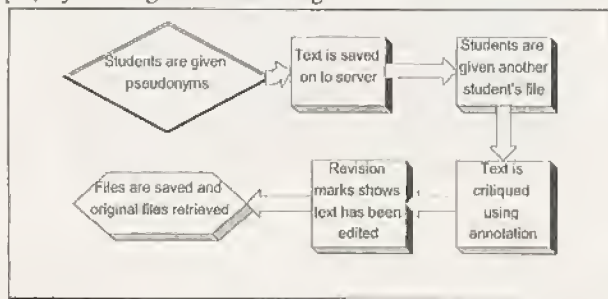 Students are given
pseudonyms
Text is saved
on to server
Students are
given another
student's file
Text is
critiqued
using
annotation
Revision
marks shows
text has been
edited
Files are saved and
original files retrieved